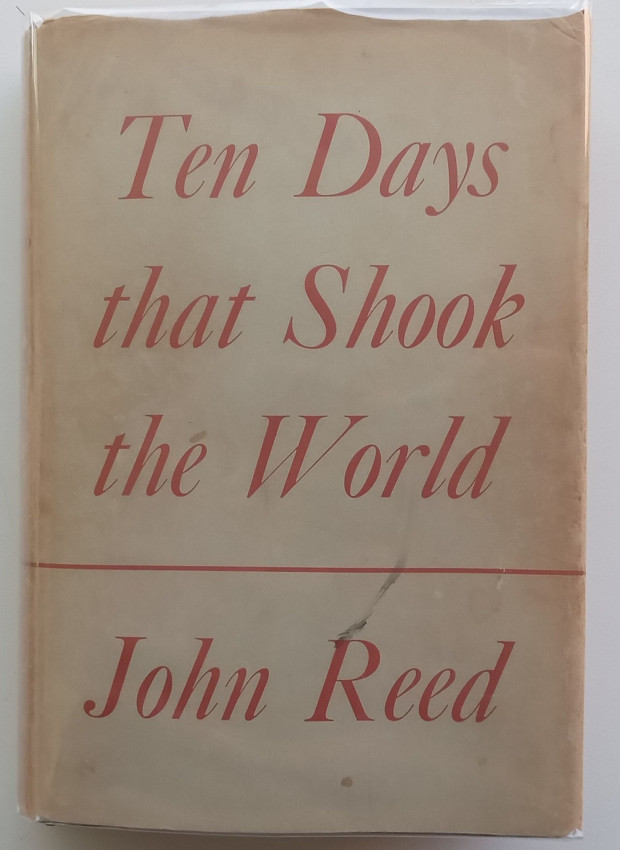 Ten Days
that Shook
the World
John Reed